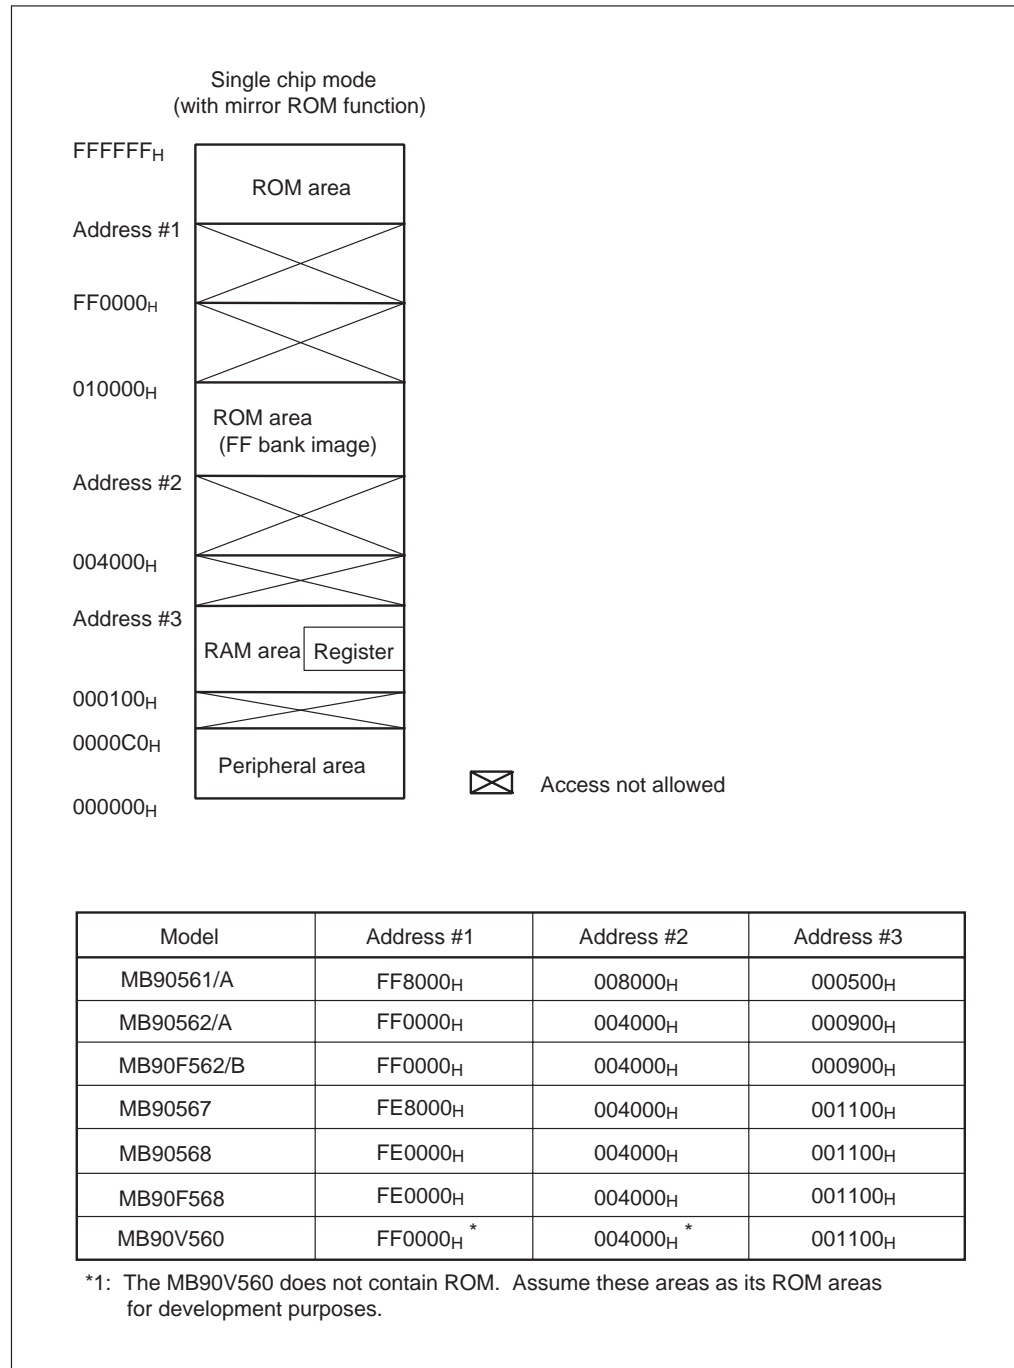 Single chip mode
(with mirror ROM function)
FFFFFFH
ROM area
Address #1
FF0000H
010000H
ROM area
(FF bank image)
Address #2
004000H
Address #3
RAM area Register
000100H
0000C0H
Peripheral area
Access not allowed
000000H
Model Address #1 Address #2 Address #3
MB90561/A FF8000H 008000H 000500H
MB90562/A FF0000H 004000H 000900H
MB90F562/B FF0000H 004000H 000900H
MB90567 FE8000H 004000H 001100H
MB90568 FE0000H 004000H 001100H
MB90F568 FE0000H 004000H 001100H
MB90V560 FF0000H * 004000H * 001100H
*1: The MB90V560 does not contain ROM. Assume these areas as its ROM areas
for development purposes.